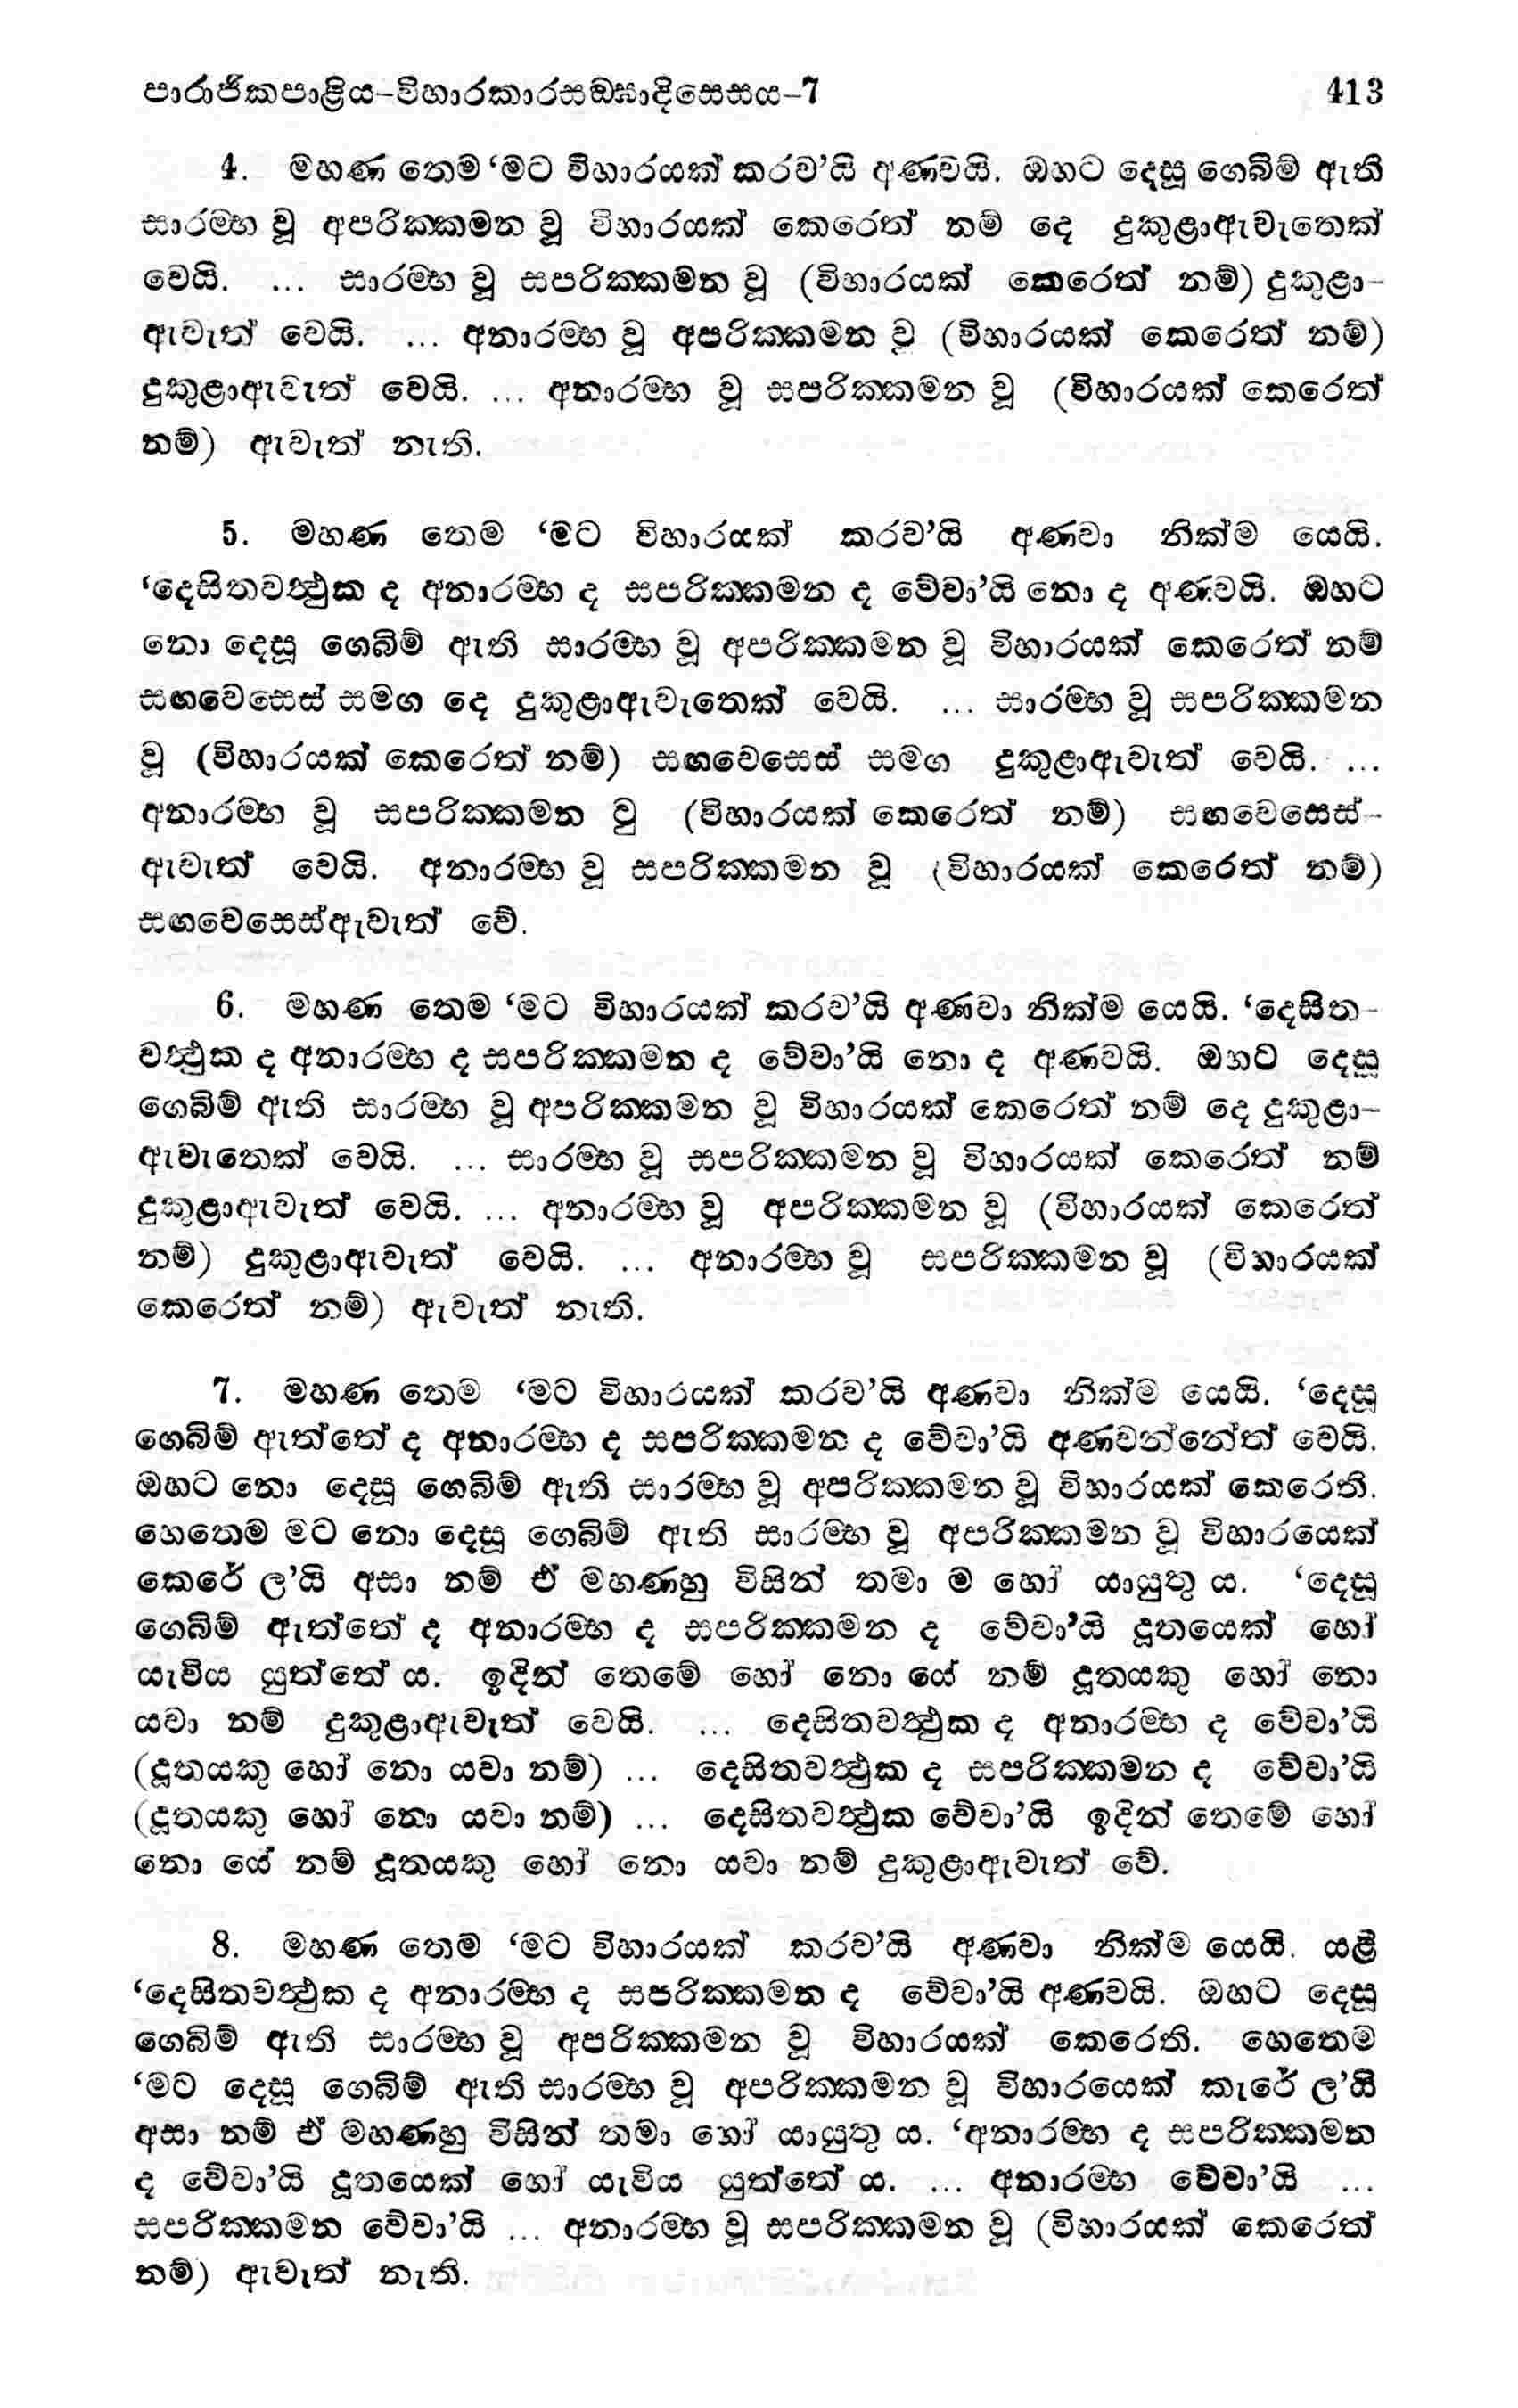 පාරාජිකපාළිය-විහාරකාරසඞ්ඝාදිසෙසය-7 413
4. මහණ තෙම ‘මට විහාරයක් කරව’යි අණවයි. ඔහට දෙසූ ගෙබිම් ඇති
සාරම්භ වූ අපරික්කමන වූ විහාරයක් කෙරෙත් නම් දෙ දුකුළාඇවැතෙක්
වෙයි. ... සාරම්භ වූ සපරික්කමන වූ (විහාරයක් කෙරෙත් නම්) දුකුළා-
ඇවැත් වෙයි. ... අනාරම්භ වූ අපරික්කමන වූ (විහාරයක් කෙරෙත් නම්)
දුකුළාඇවැත් වෙයි. ... අනාරම්භ වූ සපරික්කමන වූ (විහාරයක් කෙරෙත්
නම්) ඇවැත් නැති.
5. මහණ තෙම ‘මට විහාරයක් කරව’යි අණවා නික්ම යෙයි.
‘දෙසිතවත්ථුක ද අනාරම්භ ද සපරික්කමන ද වේවා’යි නො ද අණවයි. ඔහට
නො දෙසූ ගෙබිම් ඇති සාරම්භ වූ අපරික්කමන වූ විහාරයක් කෙරෙත් නම්
සඟවෙසෙස් සමග දෙ දුකුළාඇවැතෙක් වෙයි. ... සාරම්භ වූ සපරික්කමන
වූ (විහාරයක් කෙරෙත් නම්) සඟවෙසෙස් සමග දුකුළාඇවැත් වෙයි. ...
අනාරම්භ වූ සපරික්කමන වු (විහාරයක් කෙරෙත් නම්) සඟවෙසෙස්-
ඇවැත් වෙයි. අනාරම්භ වූ සපරික්කමන වූ (විහාරයක් කෙරෙත් නම්)
සඟවෙසෙස්ඇවැත් වේ.
6. මහණ තෙම ‘මට විහාරයක් කරව’යි අණවා නික්ම යෙයි. ‘දෙසිත-
වත්ථුක ද අනාරම්භ ද සපරික්කමන ද වේවා’යි නො ද අණවයි. ඔහට දෙසූ
ගෙබිම් ඇති සාරම්භ වූ අපරික්කමන වූ විහාරයක් කෙරෙත් නම් දෙ දුකුළා-
ඇවැතෙක් වෙයි. ... සාරම්භ වූ සපරික්කමන වූ විහාරයක් කෙරෙත් නම්
දුකුළාඇවැත් වෙයි. ... අනාරම්භ වූ අපරික්කමන වූ (විහාරයක් කෙරෙත්
නම්) දුකුළාඇවැත් වෙයි. ... අනාරම්භ වූ සපරික්කමන වූ (විහාරයක්
කෙරෙත් නම්) ඇවැත් නැති.
7. මහණ තෙම ‘මට විහාරයක් කරව’යි අණවා නික්ම යෙයි. ‘දෙසූ
ගෙබිම් ඇත්තේ ද අනාරම්භ ද සපරික්කමන ද වේවා’යි අණවන්නේත් වෙයි.
ඔහට නො දෙසූ ගෙබිම් ඇති සාරම්භ වූ අපරික්කමන වූ විහාරයක් කෙරෙති.
හෙතෙම මට නො දෙසූ ගෙබිම් ඇති සාරම්භ වූ අපරික්කමන වූ විහාරයෙක්
කෙරේ ල’යි අසා නම් ඒ මහණහු විසින් තමා ම හෝ යායුතු ය. ‘දෙසූ
ගෙබිම් ඇත්තේ ද අනාරම්භ ද සපරික්කමන ද වේවා’යි දූතයෙක් හෝ
යැවිය යුත්තේ ය. ඉදින් තෙමේ හෝ නො යේ නම් දූතයකු හෝ නො
යවා නම් දුකුළාඇවැත් වෙයි. ... දෙසිතවත්ථුක ද අනාරම්භ ද වේවා’යි
(දූතයකු හෝ නො යවා නම්) ... දෙසිතවත්ථුක ද සපරික්කමන ද වේවා’යි
(දූතයකු හෝ නො යවා නම්) ... දෙසිතවත්ථුක වේවා’යි ඉදින් තෙමේ හෝ
නො යේ නම් දූතයකු හෝ නො යවා නම් දුකුළාඇවැත් වේ.
8. මහණ තෙම ‘මට විහාරයක් කරව’යි අණවා නික්ම යෙයි. යළි
‘දෙසිතවත්ථුක ද අනාරම්භ ද සපරික්කමන ද වේවා’යි අණවයි. ඔහට දෙසූ
ගෙබිම් ඇති සාරම්භ වූ අපරික්කමන වූ විහාරයක් කෙරෙති. හෙතෙම
‘මට දෙසූ ගෙබිම් ඇති සාරම්භ වූ අපරික්කමන වූ විහාරයෙක් කැරේ ල’යි
අසා නම් ඒ මහණහු විසින් තමා හෝ යායුතු ය. ‘අනාරම්භ ද සපරික්කමන
ද වේවා’යි දූතයෙක් හෝ යැවිය යුත්තේ ය. ... අනාරම්භ වේවා’යි ...
සපරික්කමන වේවා’යි ... අනාරම්භ වූ සපරික්කමන වූ (විහාරයක් කෙරෙත්
නම්) ඇවැත් නැති.